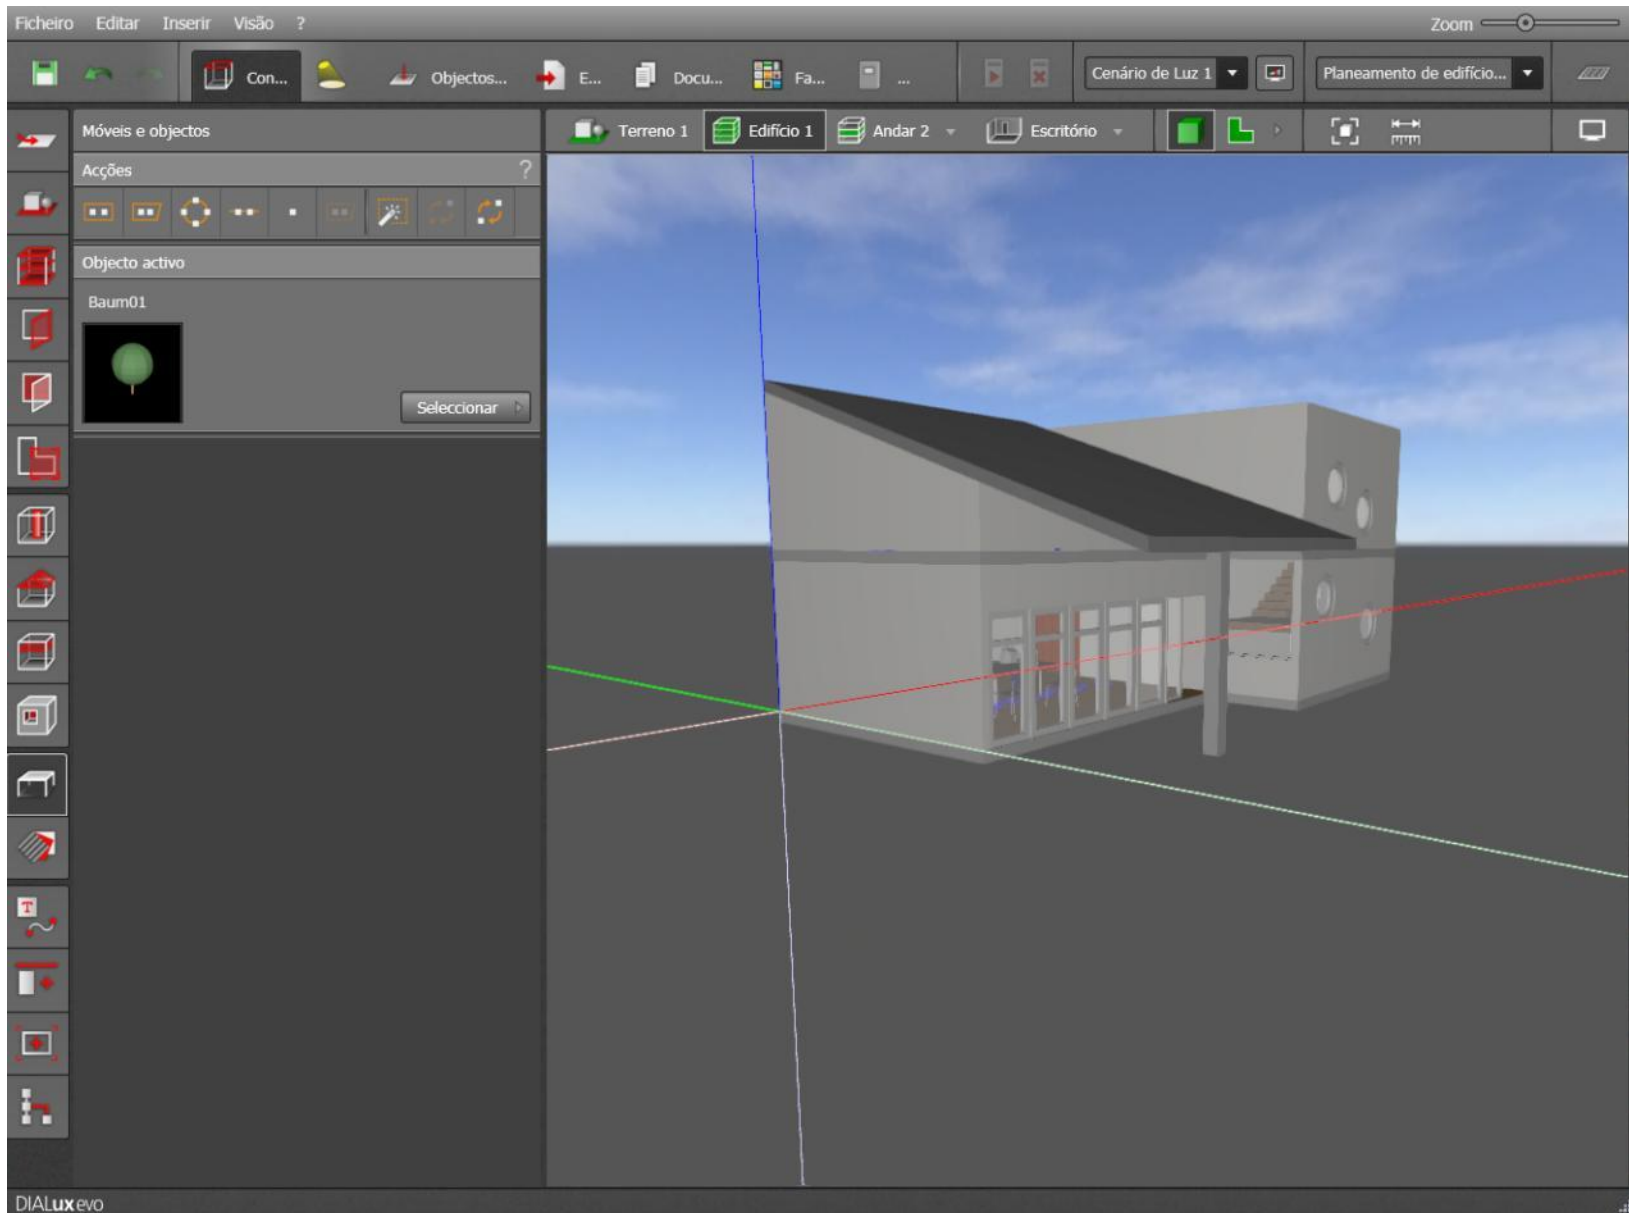 Ficheiro Editar Inserir Visão ? Zoom
Con... Objectos... E... Docu... Fa... ... Cenário de Luz 1 Planeamento de edifício...
Móveis e objectos Terreno 1 Edifício 1 Andar 2 Escritório
Acções ?
Objecto activo
Baum01
Seleccionar
T
DIALux evo